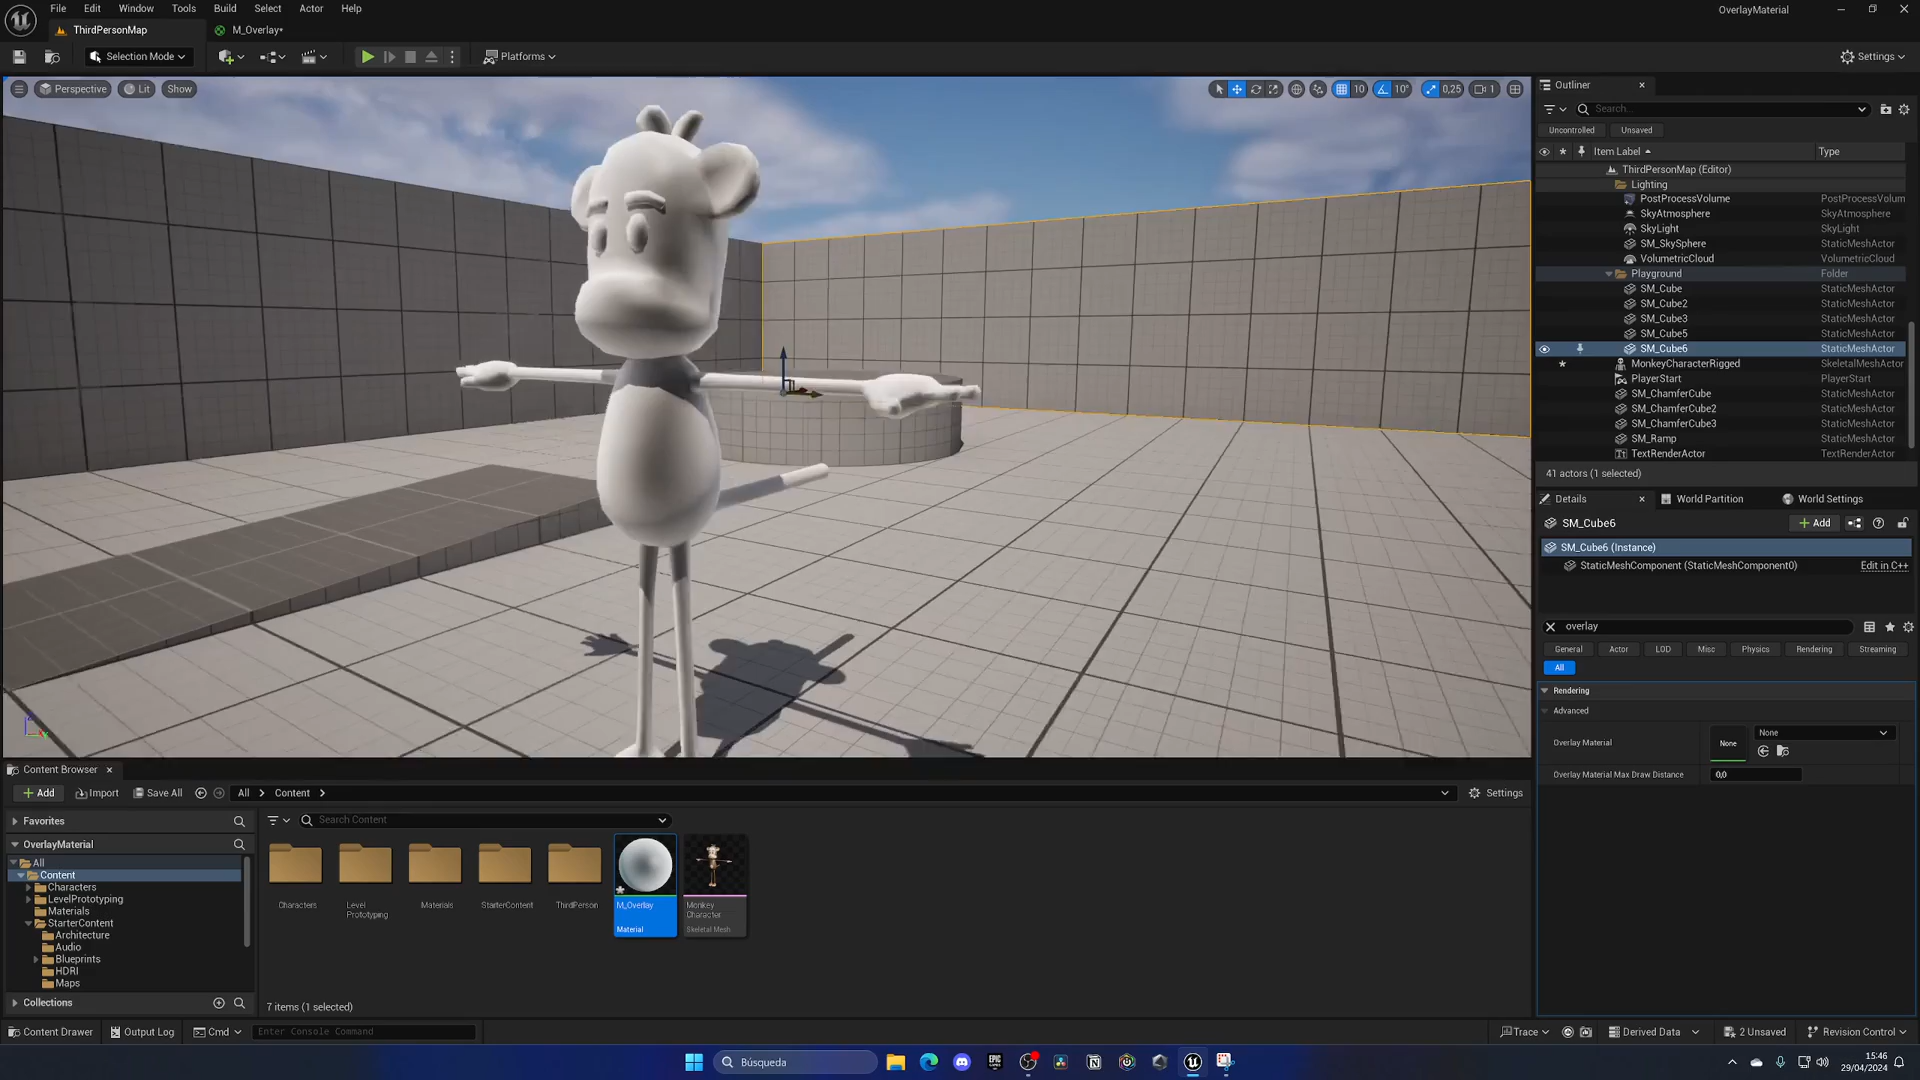 File Edit Window Tools Build Select Actor Help
OverlayMaterial
ThirdPersonMap
M_Overlay*
Selection Mode
Platforms
Settings
Perspective
Lit
Show
10
10°
0,25
1
Outliner
Search...
Uncontrolled
Unsaved
Item Label
Type
ThirdPersonMap (Editor)
Lighting
PostProcessVolume PostProcessVolum
SkyAtmosphere SkyAtmosphere
SkyLight SkyLight
SM_SkySphere StaticMeshActor
VolumetricCloud VolumetricCloud
Playground Folder
SM_Cube StaticMeshActor
SM_Cube2 StaticMeshActor
SM_Cube3 StaticMeshActor
SM_Cube5 StaticMeshActor
SM_Cube6 StaticMeshActor
MonkeyCharacterRigged SkeletalMeshActor
PlayerStart PlayerStart
SM_ChamferCube StaticMeshActor
SM_ChamferCube2 StaticMeshActor
SM_ChamferCube3 StaticMeshActor
SM_Ramp StaticMeshActor
TextRenderActor TextRenderActor
41 actors (1 selected)
Details
World Partition
World Settings
SM_Cube6
Add
SM_Cube6 (Instance)
StaticMeshComponent (StaticMeshComponent0)
Edit in C++
overlay
General
Actor
LOD
Misc
Physics
Rendering
Streaming
All
Rendering
Advanced
Overlay Material
None
None
Overlay Material Max Draw Distance
0,0
Content Browser
Add
Import
Save All
All
Content
Settings
Favorites
Search Content
OverlayMaterial
All
Content
Characters
LevelPrototyping
Materials
StarterContent
Architecture
Audio
Blueprints
HDRI
Maps
Collections
Characters
Level
Prototyping
Materials
StarterContent
ThirdPerson
M_Overlay
Material
Monkey
Character
Skeletal Mesh
7 items (1 selected)
Content Drawer
Output Log
Cmd
Enter Console Command
Trace
Derived Data
2 Unsaved
Revision Control
Búsqueda
EPIC
GAMES
15:46
29/04/2024